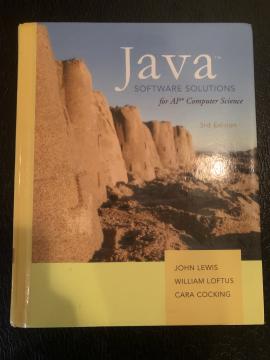 Java™
SOFTWARE SOLUTIONS
for AP* Computer Science
3rd Edition
JOHN LEWIS
WILLIAM LOFTUS
CARA COCKING